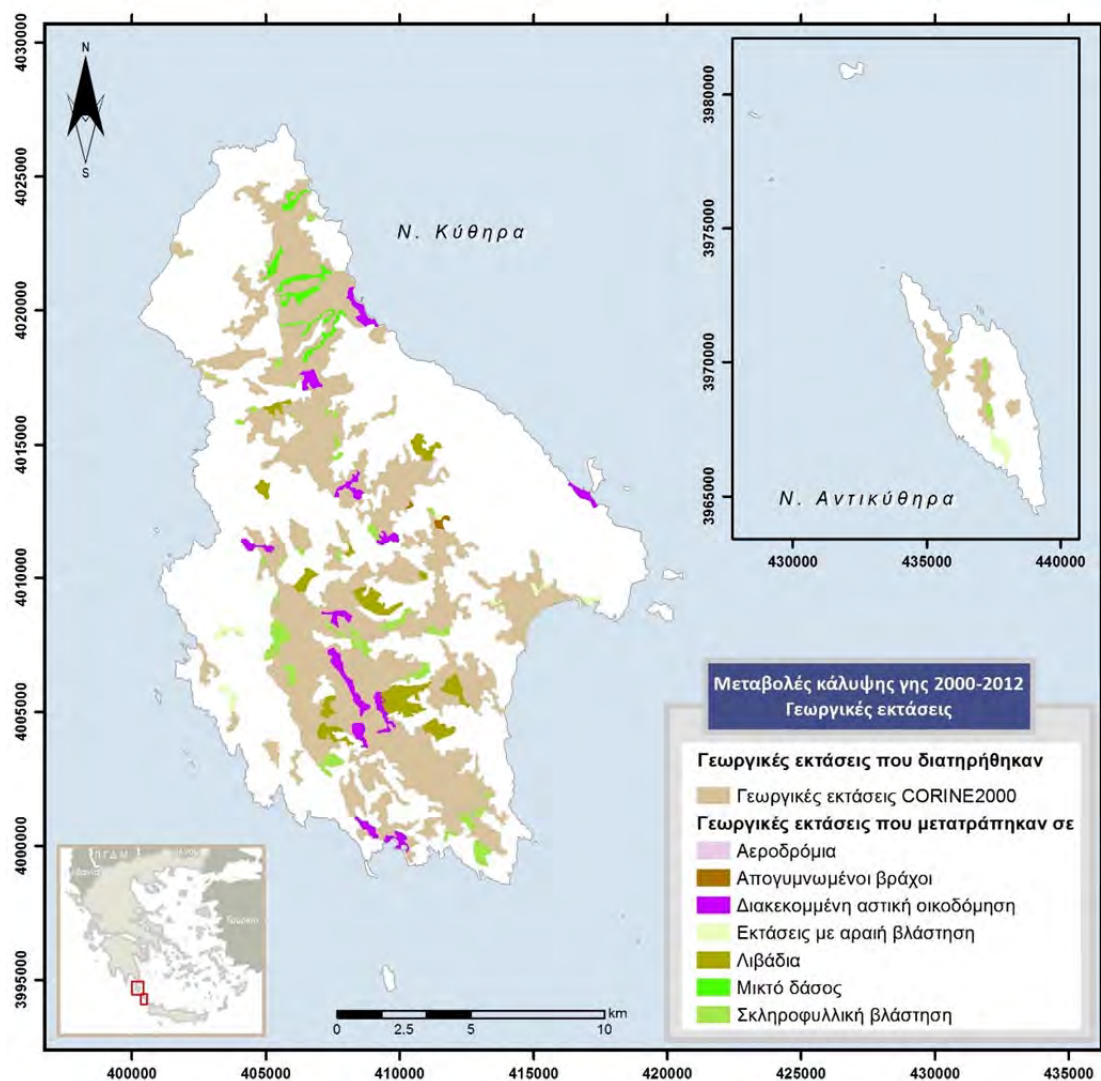 4030000
4025000
4020000
4015000
4010000
4005000
4000000
3995000
400000
405000
410000
415000
420000
425000
430000
435000
N
S
Ν. Κύθηρα
3980000
3975000
3970000
3965000
430000
435000
440000
Ν. Αντικύθηρα
Μεταβολές κάλυψης γης 2000-2012
Γεωργικές εκτάσεις
Γεωργικές εκτάσεις που διατηρήθηκαν
Γεωργικές εκτάσεις CORINE2000
Γεωργικές εκτάσεις που μετατράπηκαν σε
Αεροδρόμια
Απογυμνωμένοι βράχοι
Διακεκομμένη αστική οικοδόμηση
Εκτάσεις με αραιή βλάστηση
Λιβάδια
Μικτό δάσος
Σκληροφυλλική βλάστηση
Τουρκία
km
0 2.5 5 10